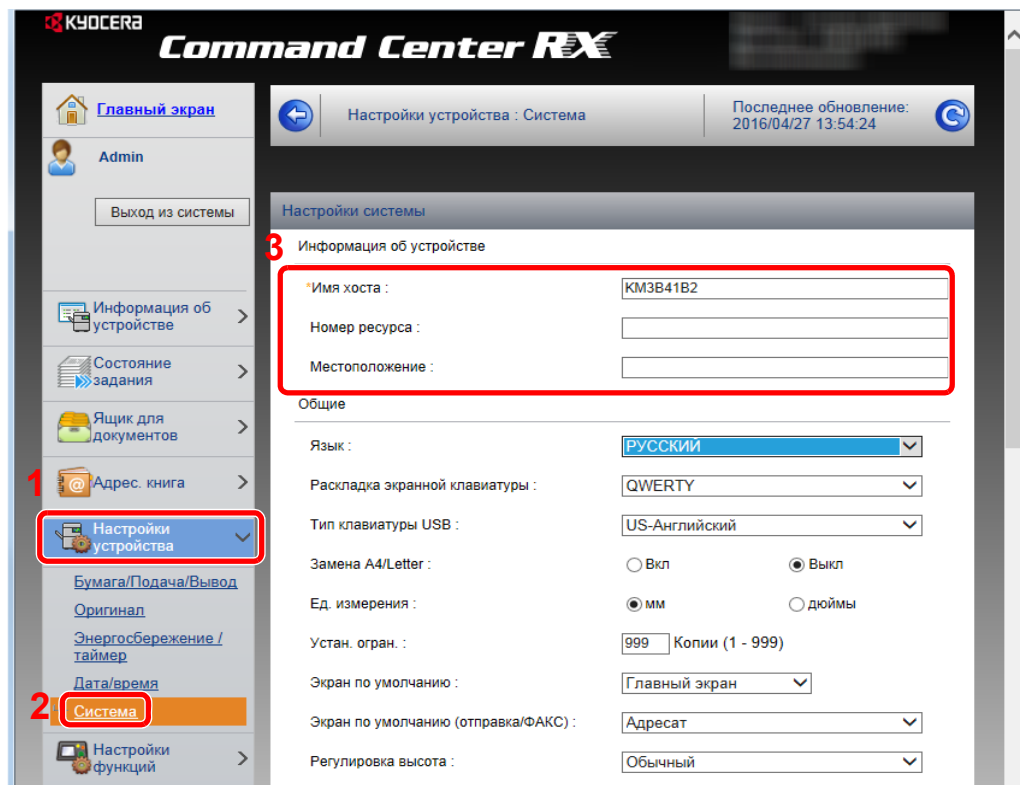 KYOCERA
Command Center RX
Главный экран
Admin
Выход из системы
Информация об
устройстве
Состояние
задания
Ящик для
документов
1
Адрес. книга
Настройки
устройства
Бумага/Подача/Вывод
Оригинал
Энергосбережение /
таймер
Дата/время
2
Система
Настройки
функций
Настройки устройства : Система
Последнее обновление:
2016/04/27 13:54:24
Настройки системы
3
Информация об устройстве
*Имя хоста : KM3B41B2
Номер ресурса :
Местоположение :
Общие
Язык : РУССКИЙ
Раскладка экранной клавиатуры : QWERTY
Тип клавиатуры USB : US-Английский
Замена A4/Letter : Вкл Выкл
Ед. измерения : мм дюймы
Устан. огран. : 999 Копии (1 - 999)
Экран по умолчанию : Главный экран
Экран по умолчанию (отправка/ФАКС) : Адресат
Регулировка высота : Обычный